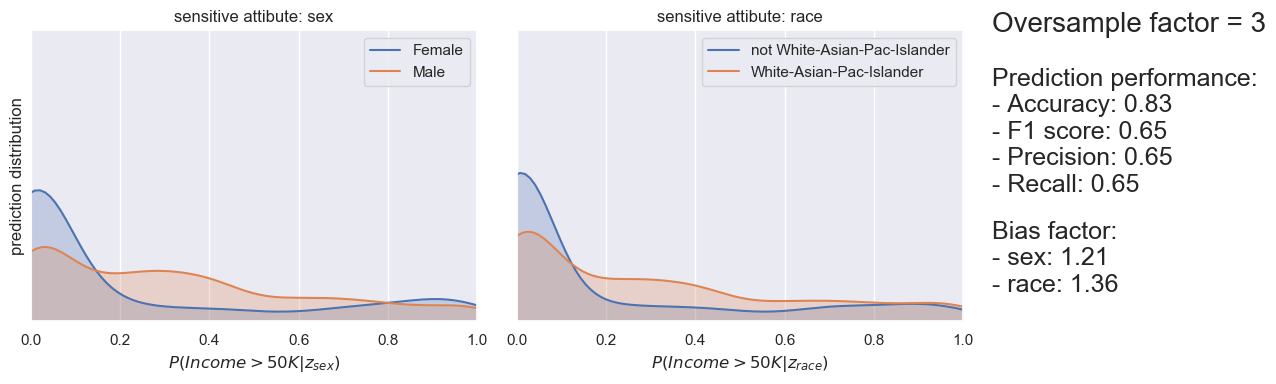 sensitive attibute: sex
Female
Male
prediction distribution
0.0 0.2 0.4 0.6 0.8 1.0
P(Income > 50K|z_sex)
sensitive attibute: race
not White-Asian-Pac-Islander
White-Asian-Pac-Islander
0.0 0.2 0.4 0.6 0.8 1.0
P(Income > 50K|z_race)
Oversample factor = 3
Prediction performance:
- Accuracy: 0.83
- F1 score: 0.65
- Precision: 0.65
- Recall: 0.65
Bias factor:
- sex: 1.21
- race: 1.36